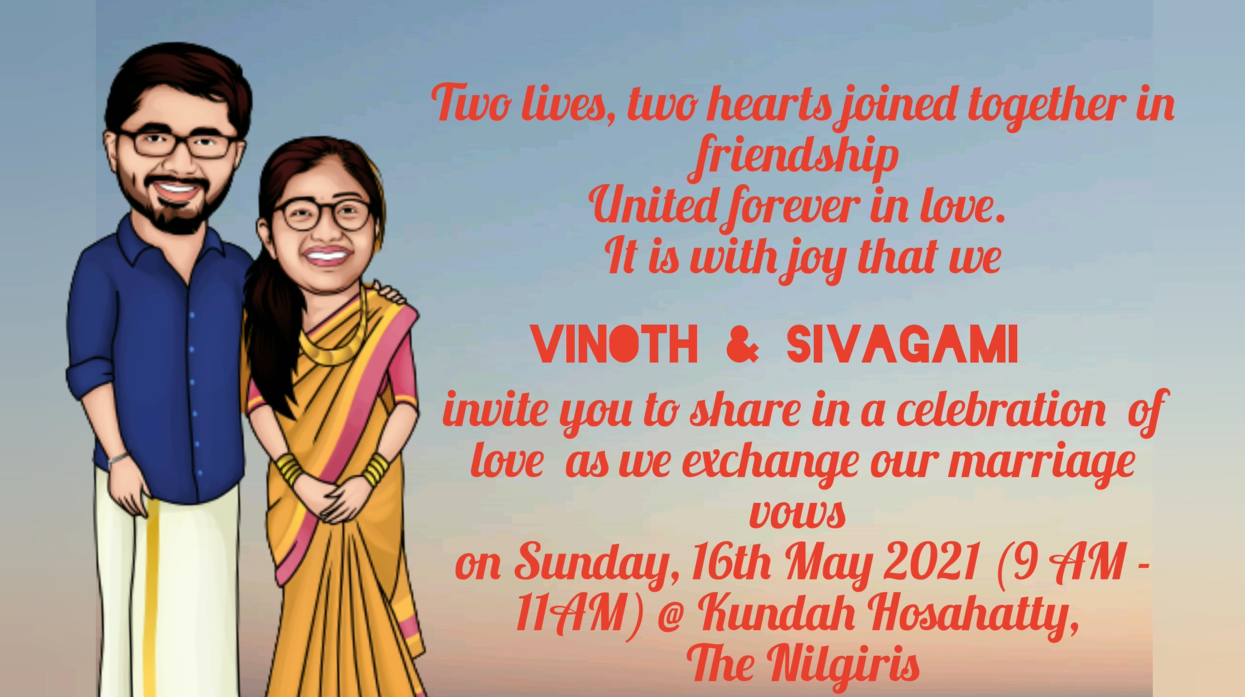 Two lives, two hearts joined together in
friendship
United forever in love.
It is with joy that we
VINOTH & SIVAGAMI
invite you to share in a celebration of
love as we exchange our marriage
vows
on Sunday, 16th May 2021 (9 AM -
11AM) @ Kundah Hosahatty,
The Nilgiris